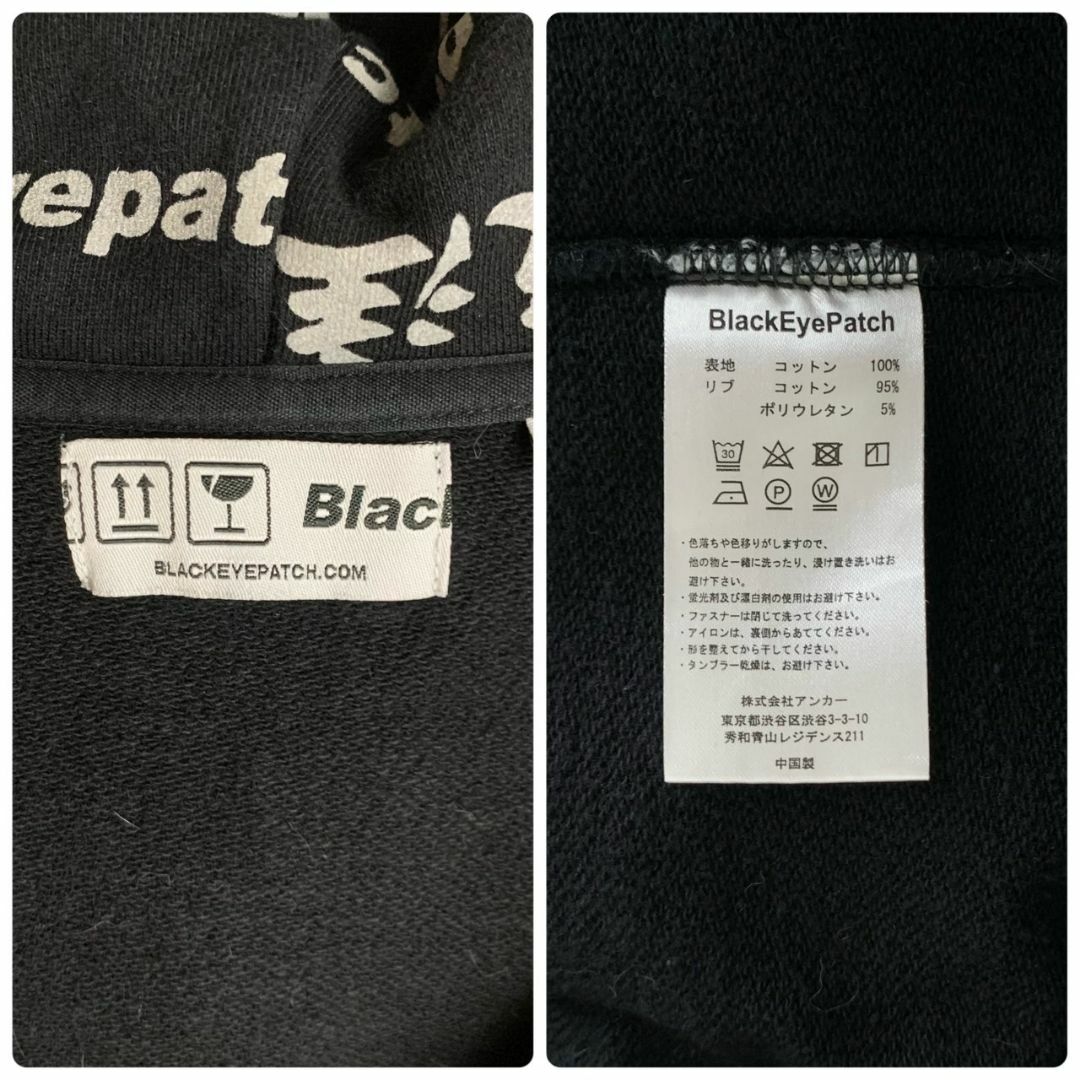 yepat
Blac
BLACKEYEPATCH.COM
BlackEyePatch
表地 コットン 100%
リブ コットン 95%
ポリウレタン 5%
30
P W
・色落ちや色移りがしますので、
他の物と一緒に洗ったり、浸け置き洗いはお
避け下さい。
・蛍光剤及び漂白剤の使用はお避け下さい。
・ファスナーは閉じて洗ってください。
・アイロンは、裏側からあててください。
・形を整えてから干してください。
・タンブラー乾燥は、お避け下さい。
株式会社アンカー
東京都渋谷区渋谷3-3-10
秀和青山レジデンス211
中国製